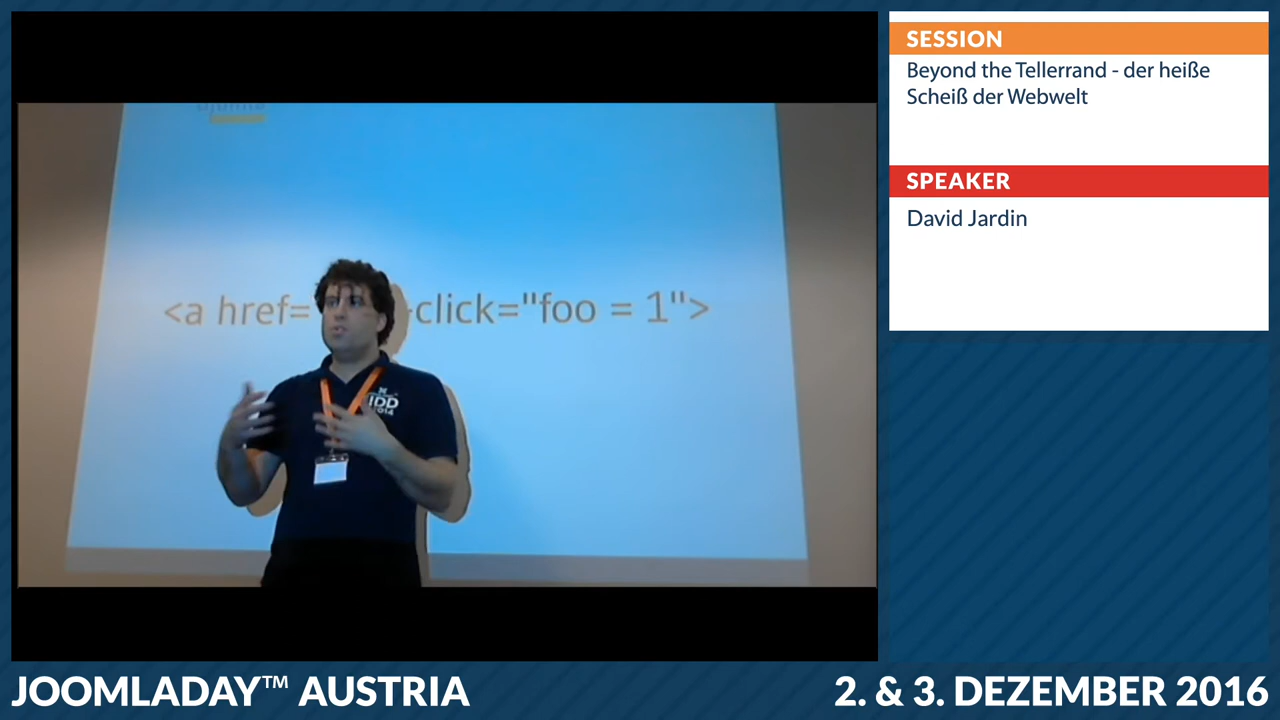 SESSION
Beyond the Tellerrand - der heiße
Scheiß der Webwelt
SPEAKER
David Jardin
<a href= -click="foo = 1">
JDD
JOOMLADAY™ AUSTRIA
2. & 3. DEZEMBER 2016